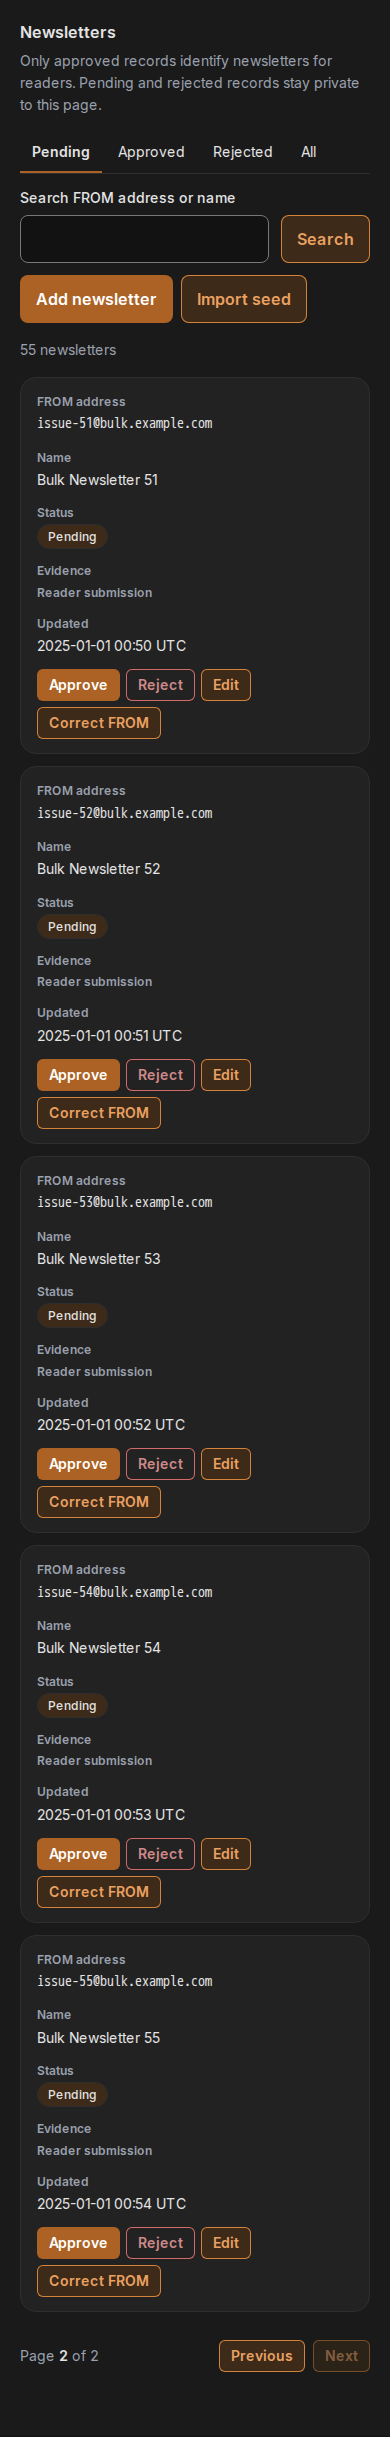 Newsletters
Only approved records identify newsletters for
readers. Pending and rejected records stay private
to this page.
Pending Approved Rejected All
Search FROM address or name
Search
Add newsletter Import seed
55 newsletters
FROM address
issue-51@bulk.example.com
Name
Bulk Newsletter 51
Status
Pending
Evidence
Reader submission
Updated
2025-01-01 00:50 UTC
Approve Reject Edit
Correct FROM
FROM address
issue-52@bulk.example.com
Name
Bulk Newsletter 52
Status
Pending
Evidence
Reader submission
Updated
2025-01-01 00:51 UTC
Approve Reject Edit
Correct FROM
FROM address
issue-53@bulk.example.com
Name
Bulk Newsletter 53
Status
Pending
Evidence
Reader submission
Updated
2025-01-01 00:52 UTC
Approve Reject Edit
Correct FROM
FROM address
issue-54@bulk.example.com
Name
Bulk Newsletter 54
Status
Pending
Evidence
Reader submission
Updated
2025-01-01 00:53 UTC
Approve Reject Edit
Correct FROM
FROM address
issue-55@bulk.example.com
Name
Bulk Newsletter 55
Status
Pending
Evidence
Reader submission
Updated
2025-01-01 00:54 UTC
Approve Reject Edit
Correct FROM
Page 2 of 2 Previous Next